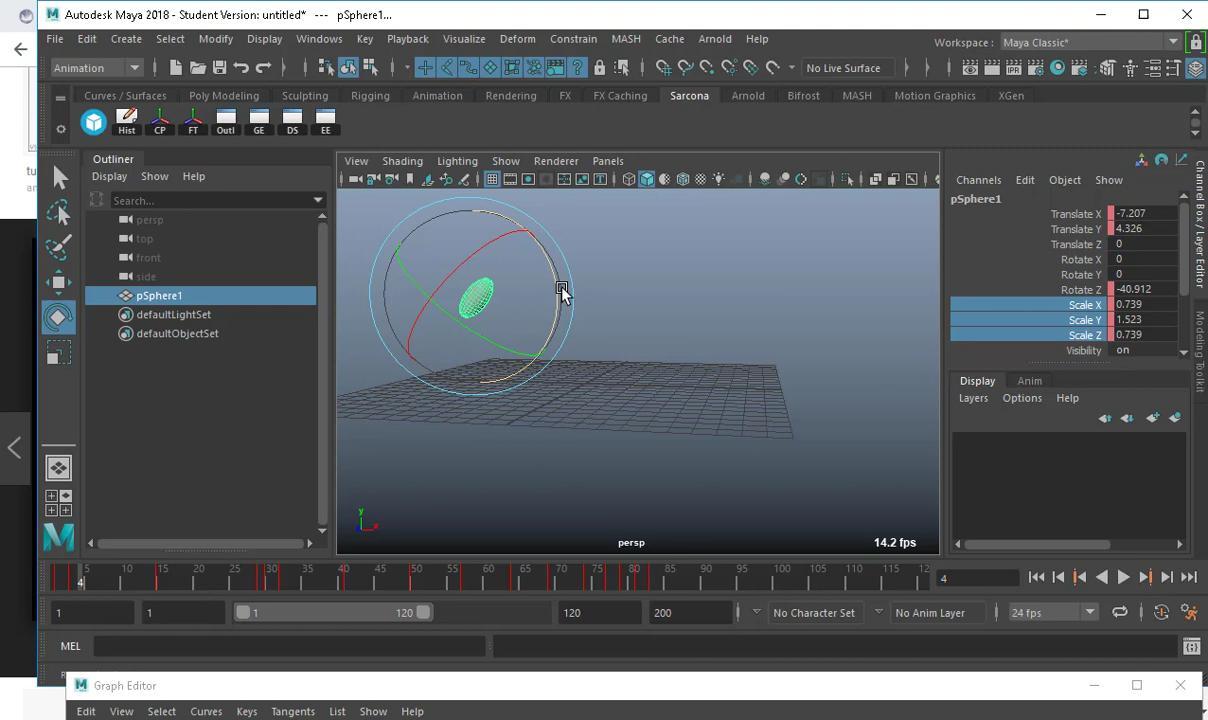 Autodesk Maya 2018 - Student Version: untitled* --- pSphere1...
File Edit Create Select Modify Display Windows Key Playback Visualize Deform Constrain MASH Cache Arnold Help
Workspace : Maya Classic*
Animation
No Live Surface
IPR
Curves / Surfaces Poly Modeling Sculpting Rigging Animation Rendering FX FX Caching Sarcona Arnold Bifrost MASH Motion Graphics XGen
Hist CP FT Outl GE DS EE
Outliner
Display Show Help
Search...
persp
top
front
side
pSphere1
defaultLightSet
defaultObjectSet
View Shading Lighting Show Renderer Panels
y
x
persp
14.2 fps
Channels Edit Object Show
pSphere1
Translate X -7.207
Translate Y 4.326
Translate Z 0
Rotate X 0
Rotate Y 0
Rotate Z -40.912
Scale X 0.739
Scale Y 1.523
Scale Z 0.739
Visibility on
Display Anim
Layers Options Help
Channel Box / Layer Editor
Modeling Toolkit
4 5 10 15 20 25 30 35 40 45 50 55 60 65 70 75 80 85 90 95 100 105 110 115 12
4
1 1 1 120 120 200 No Character Set No Anim Layer 24 fps
MEL
Graph Editor
Edit View Select Curves Keys Tangents List Show Help